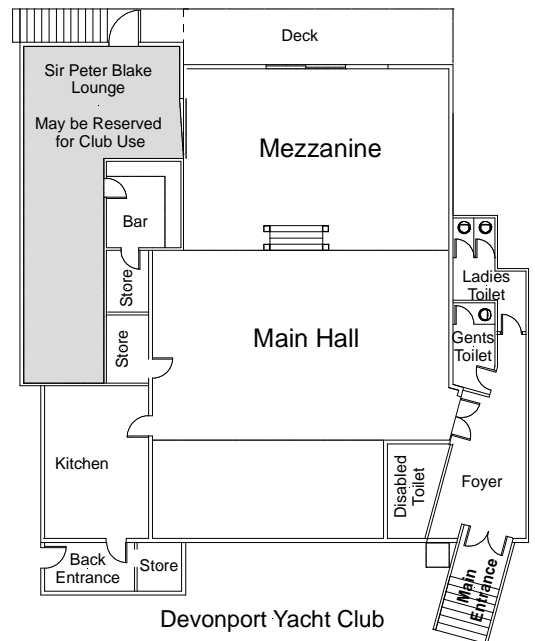 Deck
Sir Peter Blake
Lounge
May be Reserved
for Club Use
Mezzanine
Bar
Store
Ladies
Toilet
Main Hall
Store
Gents
Toilet
Kitchen
Disabled
Toilet
Foyer
Back
Entrance
Store
Main
Entrance
Devonport Yacht Club